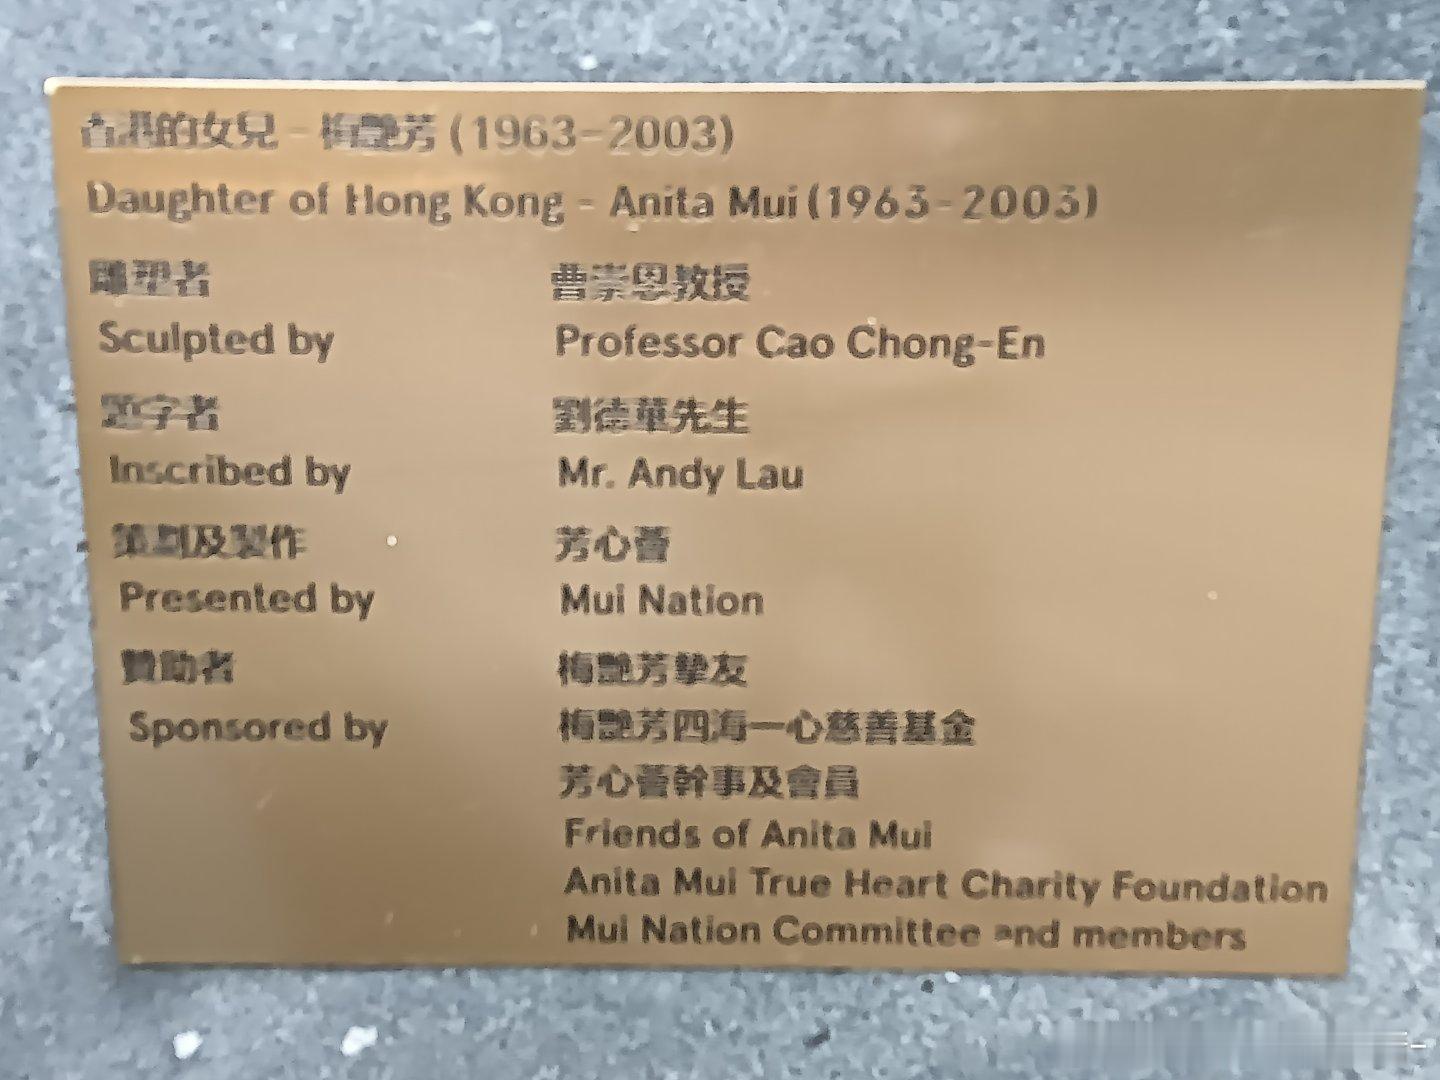 香港的女兒 - 梅艷芳 (1963-2003)
Daughter of Hong Kong - Anita Mui (1963-2003)
雕塑者 曹崇恩教授
Sculpted by Professor Cao Chong-En
題字者 劉德華先生
Inscribed by Mr. Andy Lau
策劃及製作 芳心薈
Presented by Mui Nation
贊助者 梅艷芳摯友
Sponsored by 梅艷芳四海一心慈善基金
芳心薈幹事及會員
Friends of Anita Mui
Anita Mui True Heart Charity Foundation
Mui Nation Committee and members